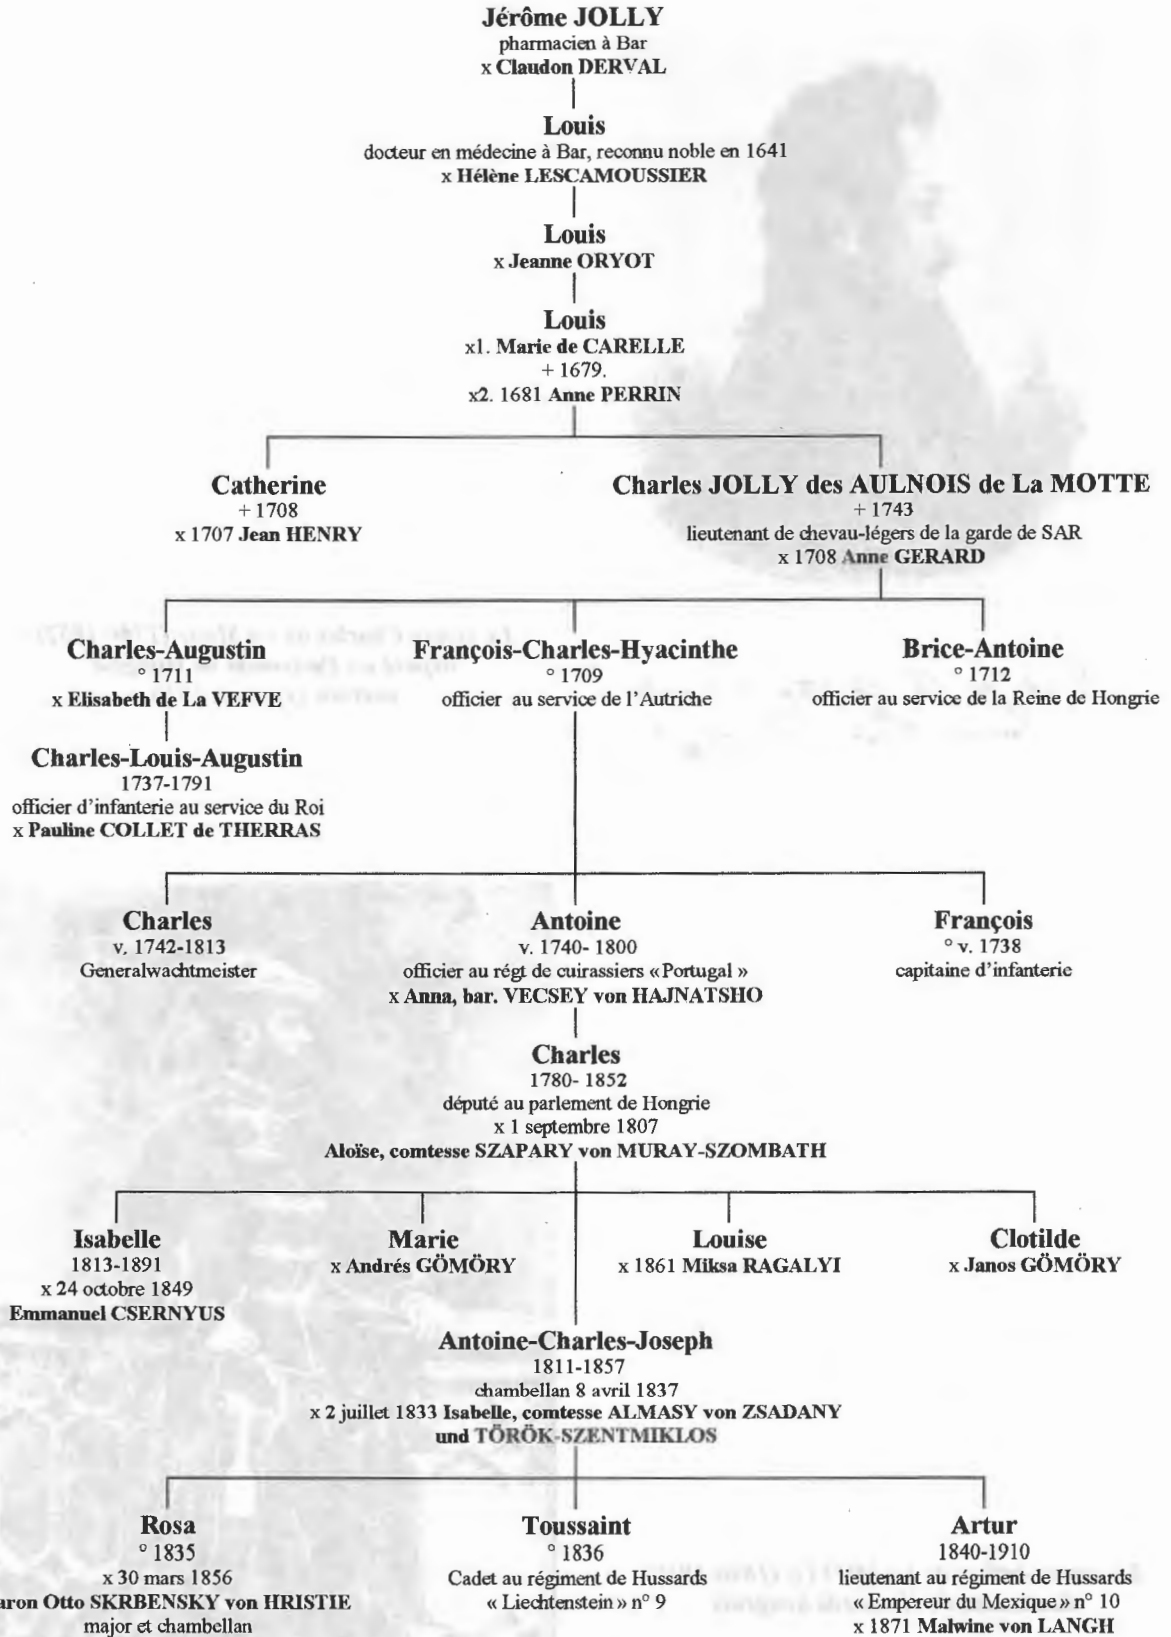 Jérôme JOLLY
pharmacien à Bar
x Claudon DERVAL
Louis
docteur en médecine à Bar, reconnu noble en 1641
x Hélène LESCAMOUSSIER
Louis
x Jeanne ORYOT
Louis
x1. Marie de CARELLE
+ 1679.
x2. 1681 Anne PERRIN
Catherine
+ 1708
x 1707 Jean HENRY
Charles JOLLY des AULNOIS de La MOTTE
+ 1743
lieutenant de chevau-légers de la garde de SAR
x 1708 Anne GERARD
Charles-Augustin
° 1711
x Elisabeth de La VEFVE
François-Charles-Hyacinthe
° 1709
officier au service de l'Autriche
Brice-Antoine
° 1712
officier au service de la Reine de Hongrie
Charles-Louis-Augustin
1737-1791
officier d'infanterie au service du Roi
x Pauline COLLET de THERRAS
Charles
v. 1742-1813
Generalwachtmeister
Antoine
v. 1740- 1800
officier au régt de cuirassiers « Portugal »
x Anna, bar. VECSEY von HAJNATSHO
François
° v. 1738
capitaine d'infanterie
Charles
1780- 1852
député au parlement de Hongrie
x 1 septembre 1807
Aloïse, comtesse SZAPARY von MURAY-SZOMBATH
Isabelle
1813-1891
x 24 octobre 1849
Emmanuel CSERNYUS
Marie
x Andrés GÖMÖRY
Louise
x 1861 Miksa RAGALYI
Clotilde
x Janos GÖMÖRY
Antoine-Charles-Joseph
1811-1857
chambellan 8 avril 1837
x 2 juillet 1833 Isabelle, comtesse ALMASY von ZSADANY
und TÖRÖK-SZENTMIKLOS
Rosa
° 1835
x 30 mars 1856
aron Otto SKRBENSKY von HRISTIE
major et chambellan
Toussaint
° 1836
Cadet au régiment de Hussards
« Liechtenstein » n° 9
Artur
1840-1910
lieutenant au régiment de Hussards
« Empereur du Mexique » n° 10
x 1871 Malwine von LANGH